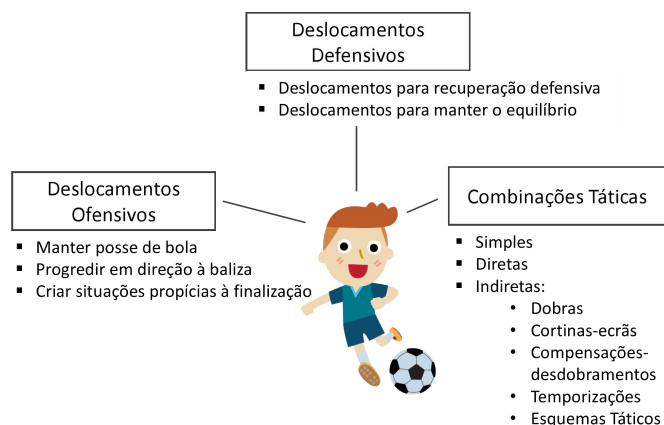 Deslocamentos
Defensivos
▪ Deslocamentos para recuperação defensiva
▪ Deslocamentos para manter o equilíbrio
Deslocamentos
Ofensivos
▪ Manter posse de bola
▪ Progredir em direção à baliza
▪ Criar situações propícias à finalização
Combinações Táticas
▪ Simples
▪ Diretas
▪ Indiretas:
• Dobras
• Cortinas-ecrãs
• Compensações-
desdobramentos
• Temporizações
• Esquemas Táticos